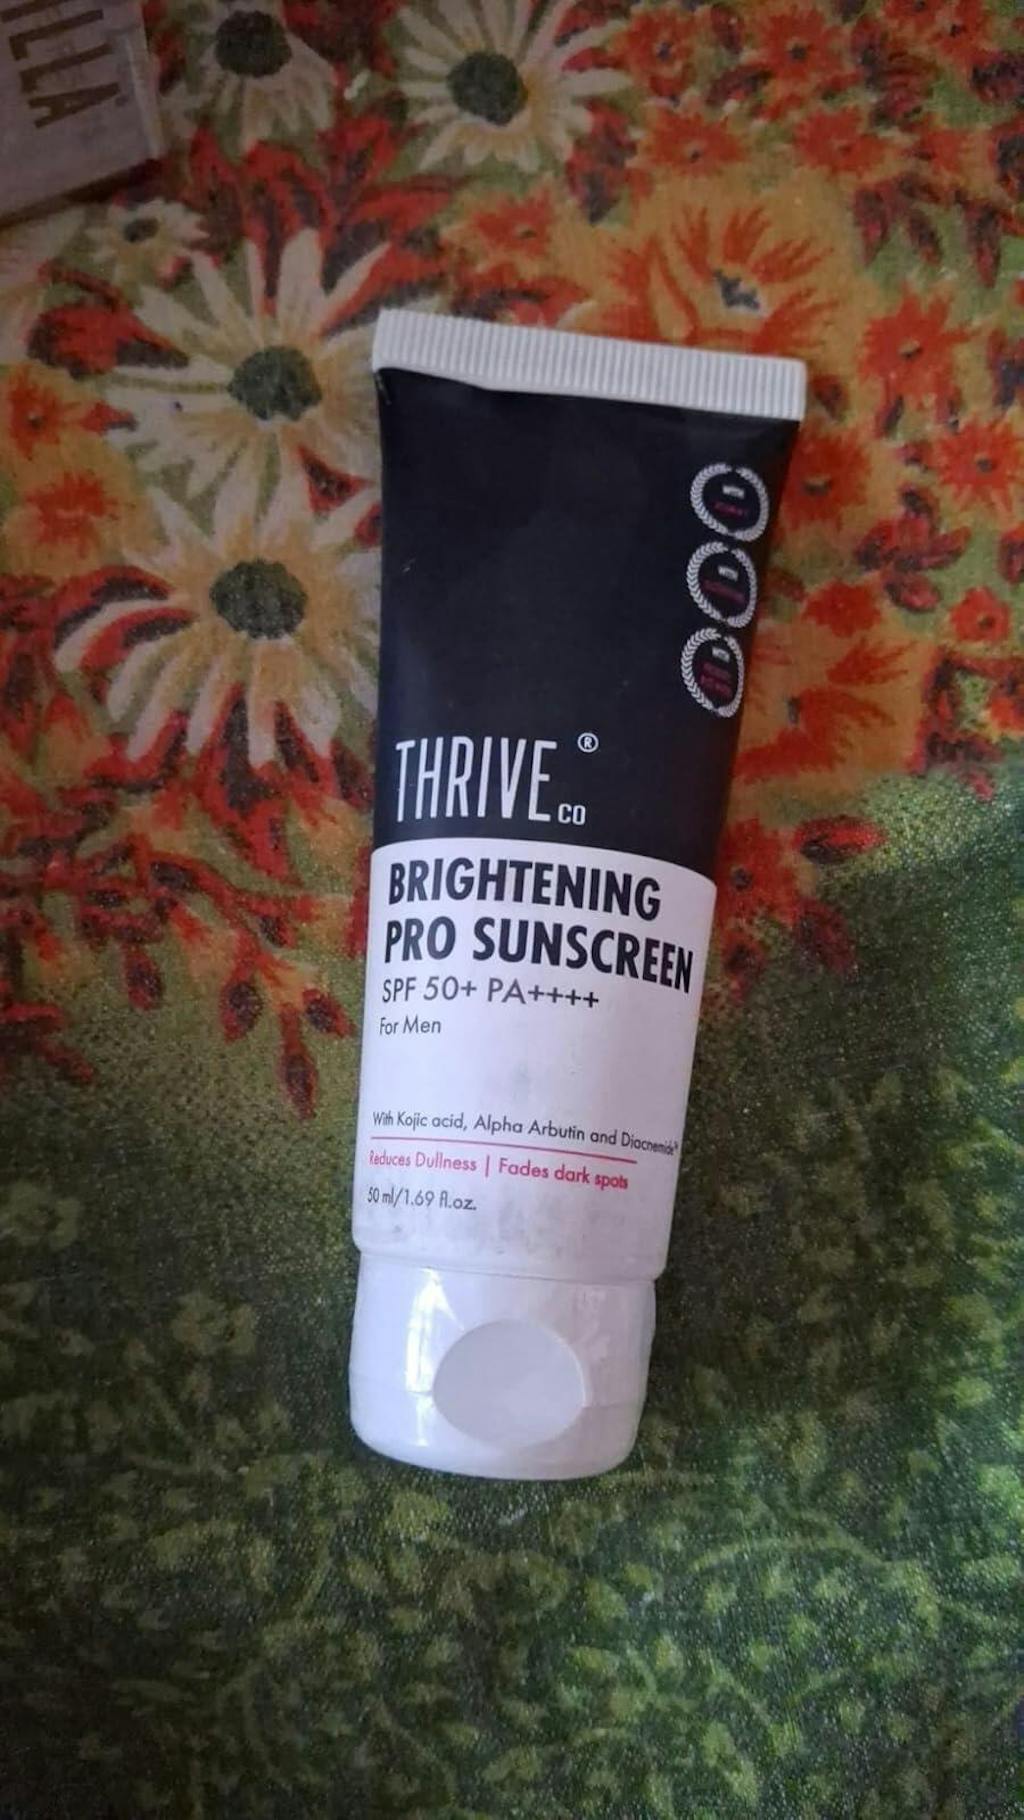 THRIVE ®
CO
BRIGHTENING
PRO SUNSCREEN
SPF 50+ PA++++
For Men
With Kojic acid, Alpha Arbutin and Diacnemide™
Reduces Dullness | Fades dark spots
50 ml/1.69 fl.oz.